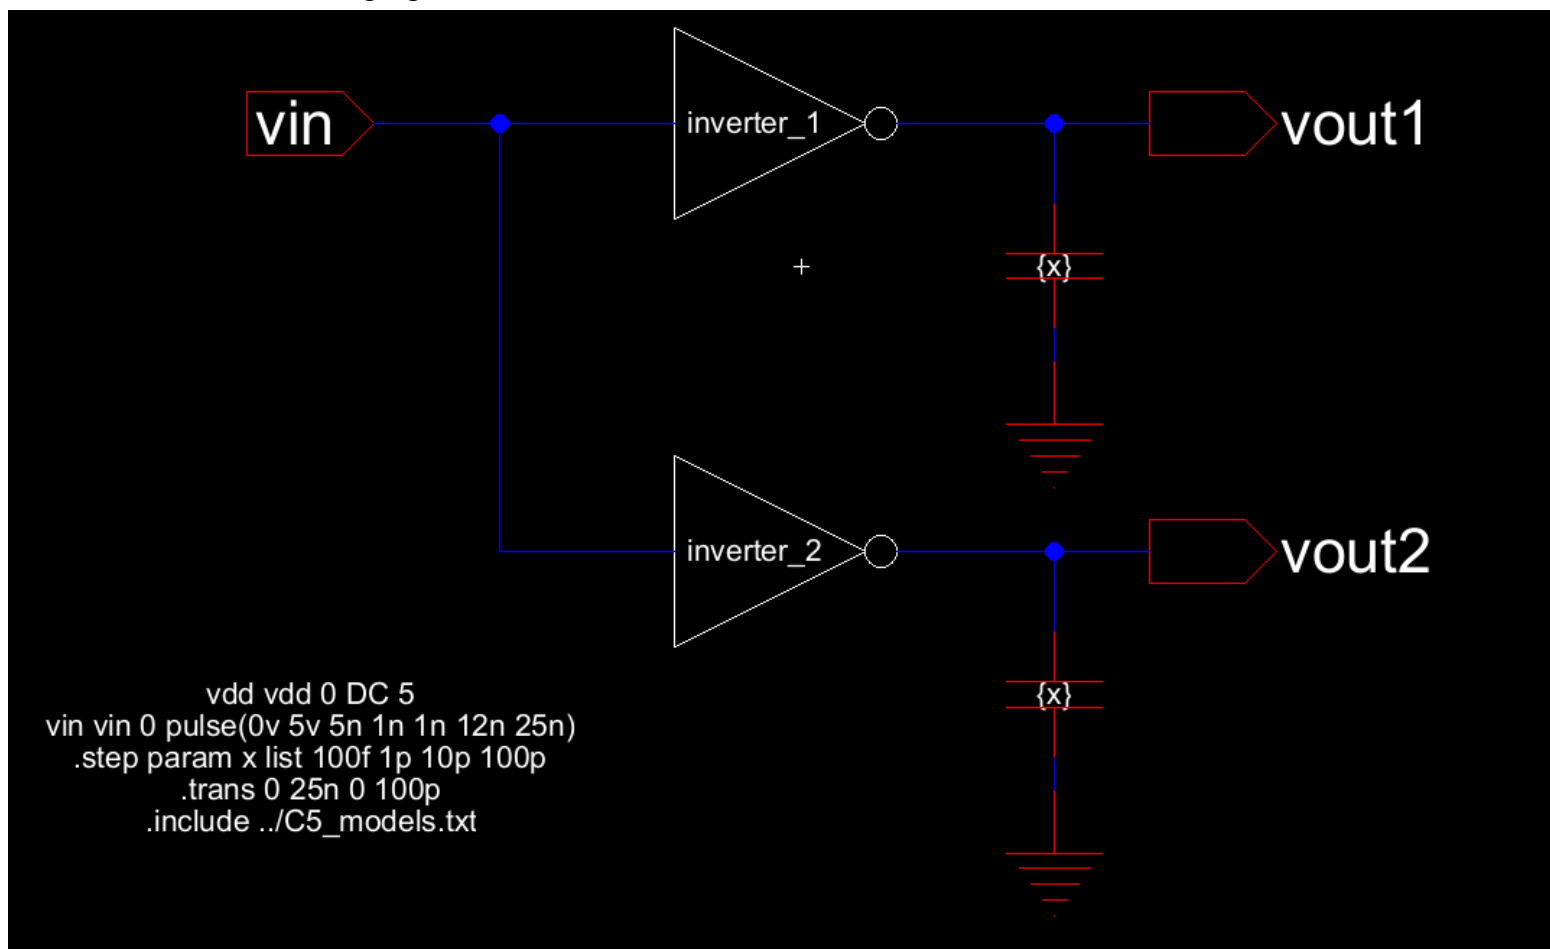 vin
inverter_1
vout1
{x}
inverter_2
vout2
{x}
vdd vdd 0 DC 5
vin vin 0 pulse(0v 5v 5n 1n 1n 12n 25n)
.step param x list 100f 1p 10p 100p
.trans 0 25n 0 100p
.include ../C5_models.txt